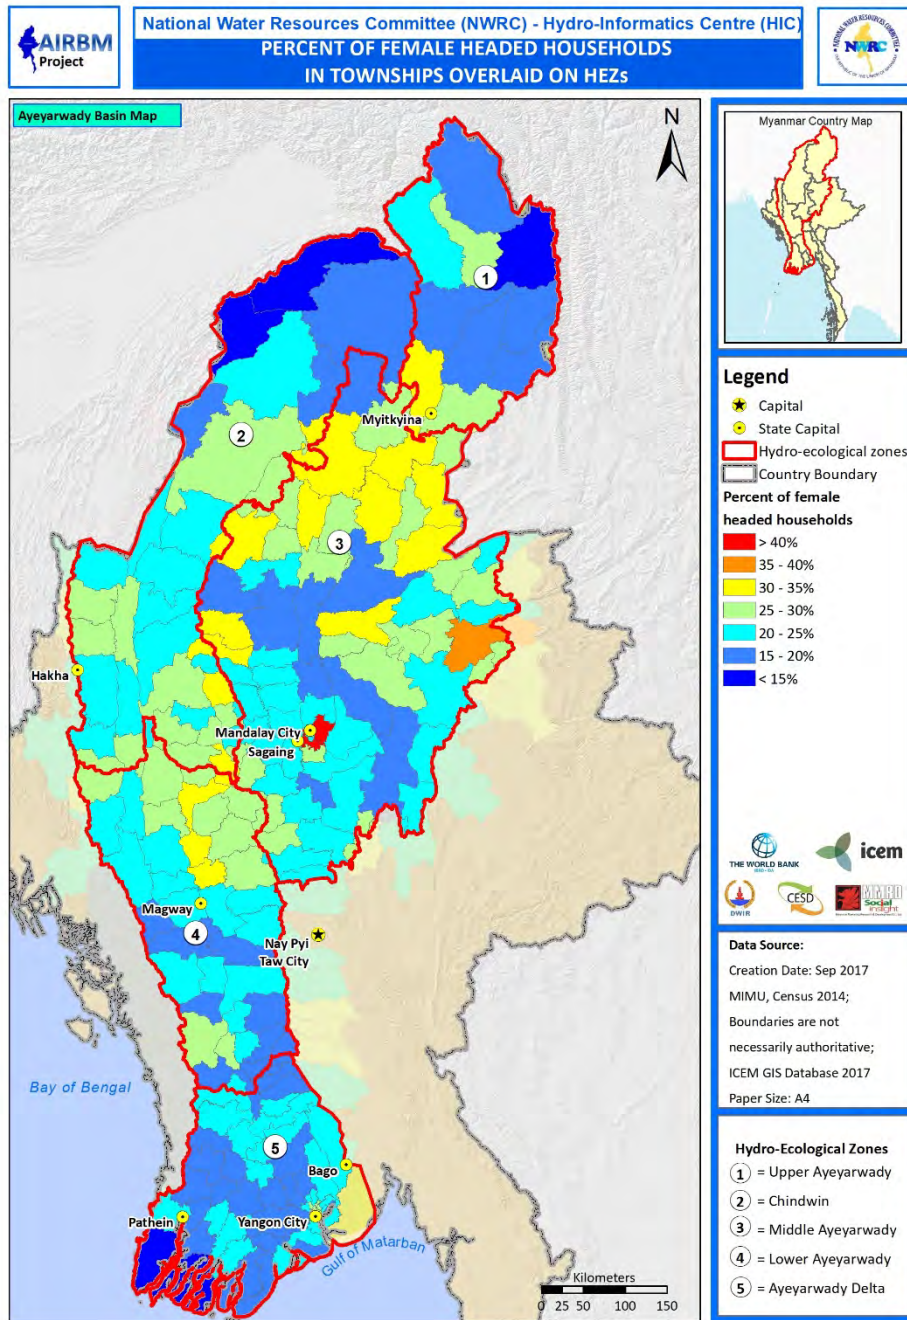 AIRBM
Project
National Water Resources Committee (NWRC) - Hydro-Informatics Centre (HIC)
PERCENT OF FEMALE HEADED HOUSEHOLDS
IN TOWNSHIPS OVERLAID ON HEZs
NWRC
Ayeyarwady Basin Map
N
1
2
Myitkyina
3
Hakha
Mandalay City
Sagaing
Magway
4
Nay Pyi
Taw City
Bay of Bengal
5
Bago
Pathein
Yangon City
Gulf of Matarban
Kilometers
0 25 50 100 150
Myanmar Country Map
Legend
Capital
State Capital
Hydro-ecological zones
Country Boundary
Percent of female
headed households
> 40%
35 - 40%
30 - 35%
25 - 30%
20 - 25%
15 - 20%
< 15%
THE WORLD BANK
icem
DWIR
CESD
MMRD
Social
insight
Data Source:
Creation Date: Sep 2017
MIMU, Census 2014;
Boundaries are not
necessarily authoritative;
ICEM GIS Database 2017
Paper Size: A4
Hydro-Ecological Zones
1 = Upper Ayeyarwady
2 = Chindwin
3 = Middle Ayeyarwady
4 = Lower Ayeyarwady
5 = Ayeyarwady Delta